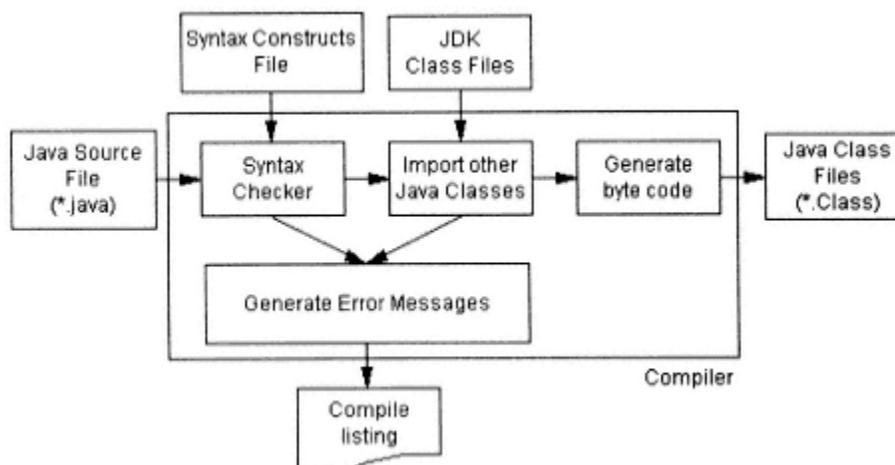 Syntax Constructs
File
JDK
Class Files
Java Source
File
(*.java)
Syntax
Checker
Import other
Java Classes
Generate
byte code
Java Class
Files
(*.Class)
Generate Error Messages
Compiler
Compile
listing